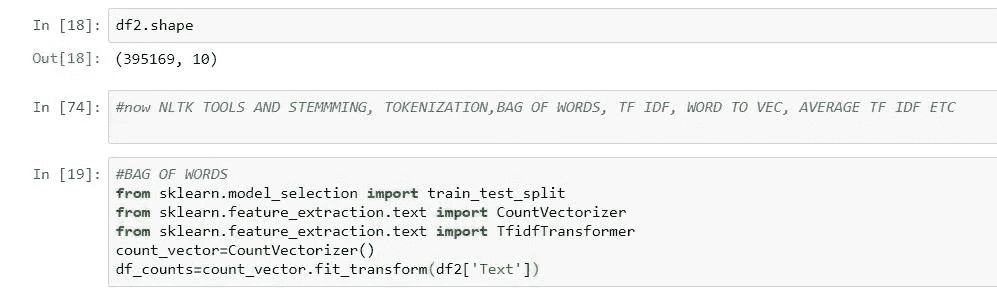 In [18]: df2.shape
Out[18]: (395169, 10)
In [74]: #now NLTK TOOLS AND STEMMMING, TOKENIZATION,BAG OF WORDS, TF IDF, WORD TO VEC, AVERAGE TF IDF ETC
In [19]: #BAG OF WORDS
from sklearn.model_selection import train_test_split
from sklearn.feature_extraction.text import CountVectorizer
from sklearn.feature_extraction.text import TfidfTransformer
count_vector=CountVectorizer()
df_counts=count_vector.fit_transform(df2['Text'])